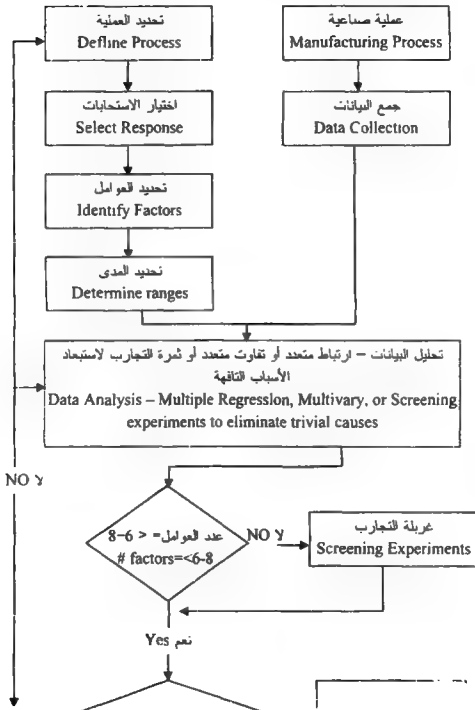 تحديد العملية
Define Process
عملية صناعية
Manufacturing Process
اختيار الاستجابات
Select Response
جمع البيانات
Data Collection
تحديد العوامل
Identify Factors
تحديد المدى
Determine ranges
تحليل البيانات – ارتباط متعدد أو تفاوت متعدد أو ثمرة التجارب لاستبعاد
الأسباب التافهة
Data Analysis – Multiple Regression, Multivary, or Screening
experiments to eliminate trivial causes
NO لا
عدد العوامل= > 6-8
# factors=<6-8
NO لا
غربلة التجارب
Screening Experiments
Yes نعم